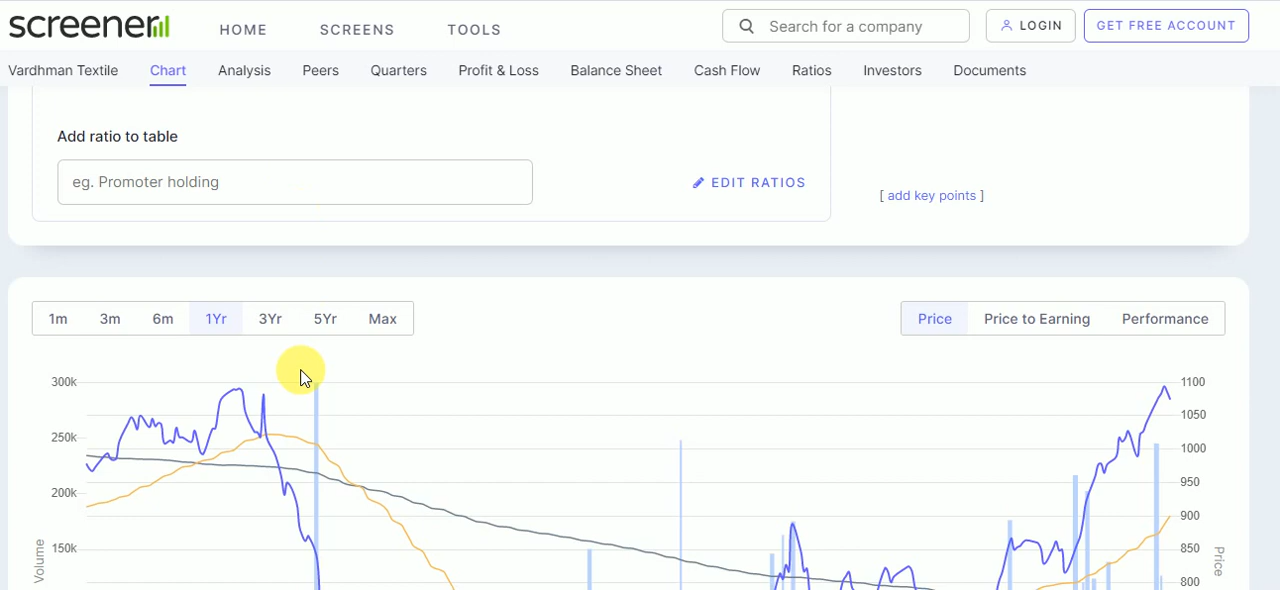 screener
HOME SCREENS TOOLS
Search for a company
LOGIN
GET FREE ACCOUNT
Vardhman Textile Chart Analysis Peers Quarters Profit & Loss Balance Sheet Cash Flow Ratios Investors Documents
Add ratio to table
eg. Promoter holding
EDIT RATIOS
[ add key points ]
1m 3m 6m 1Yr 3Yr 5Yr Max
Price Price to Earning Performance
300k
250k
200k
150k
Volume
1100
1050
1000
950
900
850
800
Price